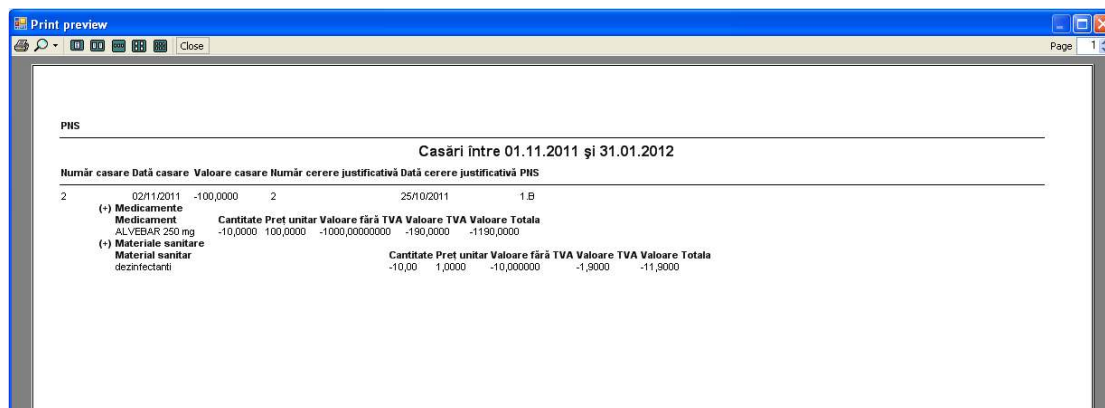 Print preview
Close
Page 1
PNS
Casări între 01.11.2011 și 31.01.2012
Număr casare Dată casare Valoare casare Număr cerere justificativă Dată cerere justificativă PNS
2 02/11/2011 -100,0000 2 25/10/2011 1.B
(+) Medicamente
Medicament Cantitate Preț unitar Valoare fără TVA Valoare TVA Valoare Totala
ALVEBAR 250 mg -10,0000 100,0000 -1000,00000000 -190,0000 -1190,0000
(+) Materiale sanitare
Material sanitar Cantitate Preț unitar Valoare fără TVA Valoare TVA Valoare Totala
dezinfectanti -10,00 1,0000 -10,000000 -1,9000 -11,9000